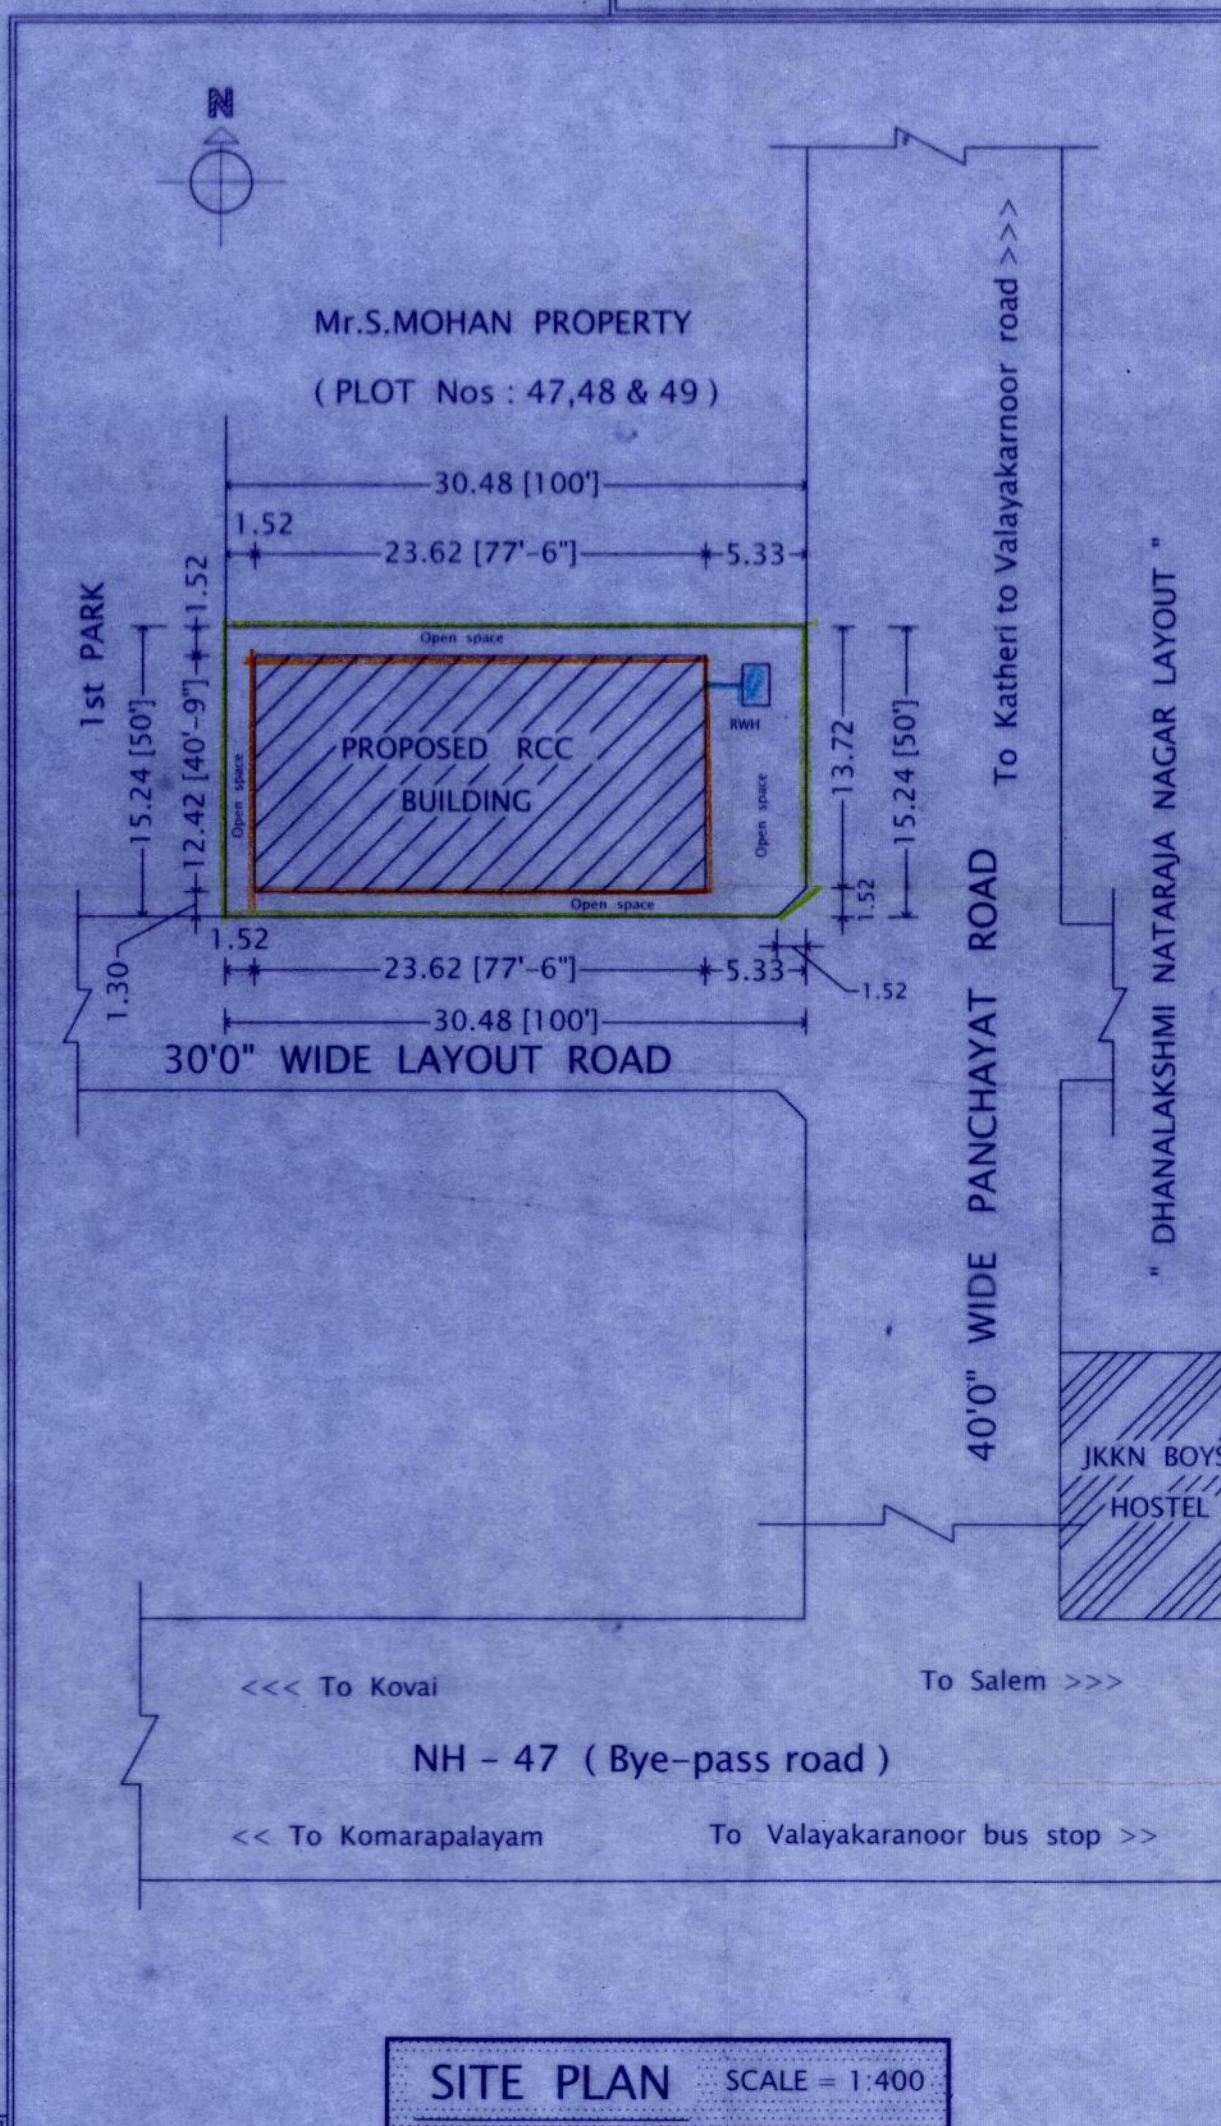 N
Mr.S.MOHAN PROPERTY
( PLOT Nos : 47,48 & 49 )
30.48 [100']
1.52
23.62 [77'-6"]
5.33
1st PARK
15.24 [50']
1.52
12.42 [40'-9"]
1.30
Open space
Open space
PROPOSED RCC
BUILDING
RWH
Open space
Open space
13.72
1.52
15.24 [50']
1.52
23.62 [77'-6"]
5.33
1.52
30.48 [100']
30'0" WIDE LAYOUT ROAD
40'0" WIDE PANCHAYAT ROAD
To Katheri to Valayakarnoor road >>>
" DHANALAKSHMI NATARAJA NAGAR LAYOUT "
JKKN BOYS
HOSTEL
<<< To Kovai
To Salem >>>
NH - 47 ( Bye-pass road )
<< To Komarapalayam
To Valayakaranoor bus stop >>
SITE PLAN
SCALE = 1:400